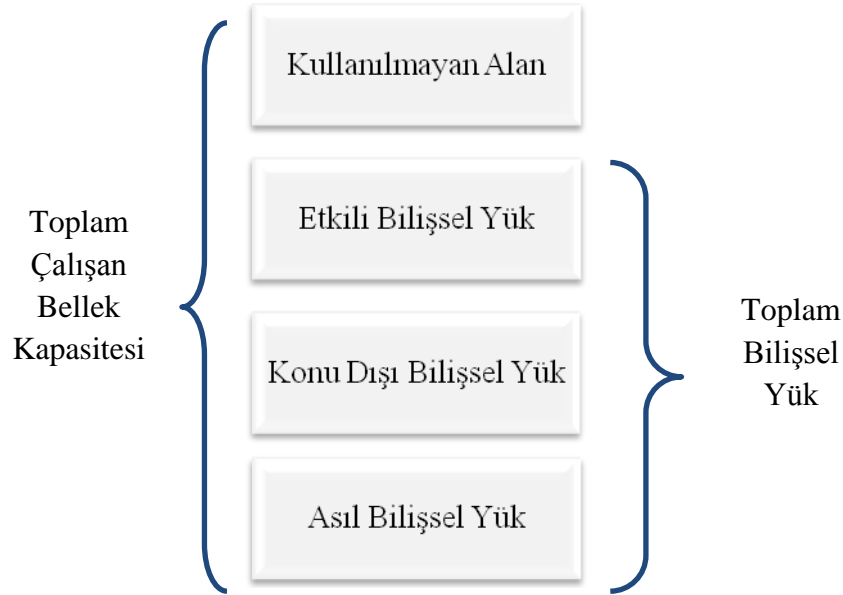 Kullanılmayan Alan
Etkili Bilişsel Yük
Konu Dışı Bilişsel Yük
Asıl Bilişsel Yük
Toplam
Çalışan
Bellek
Kapasitesi
Toplam
Bilişsel
Yük